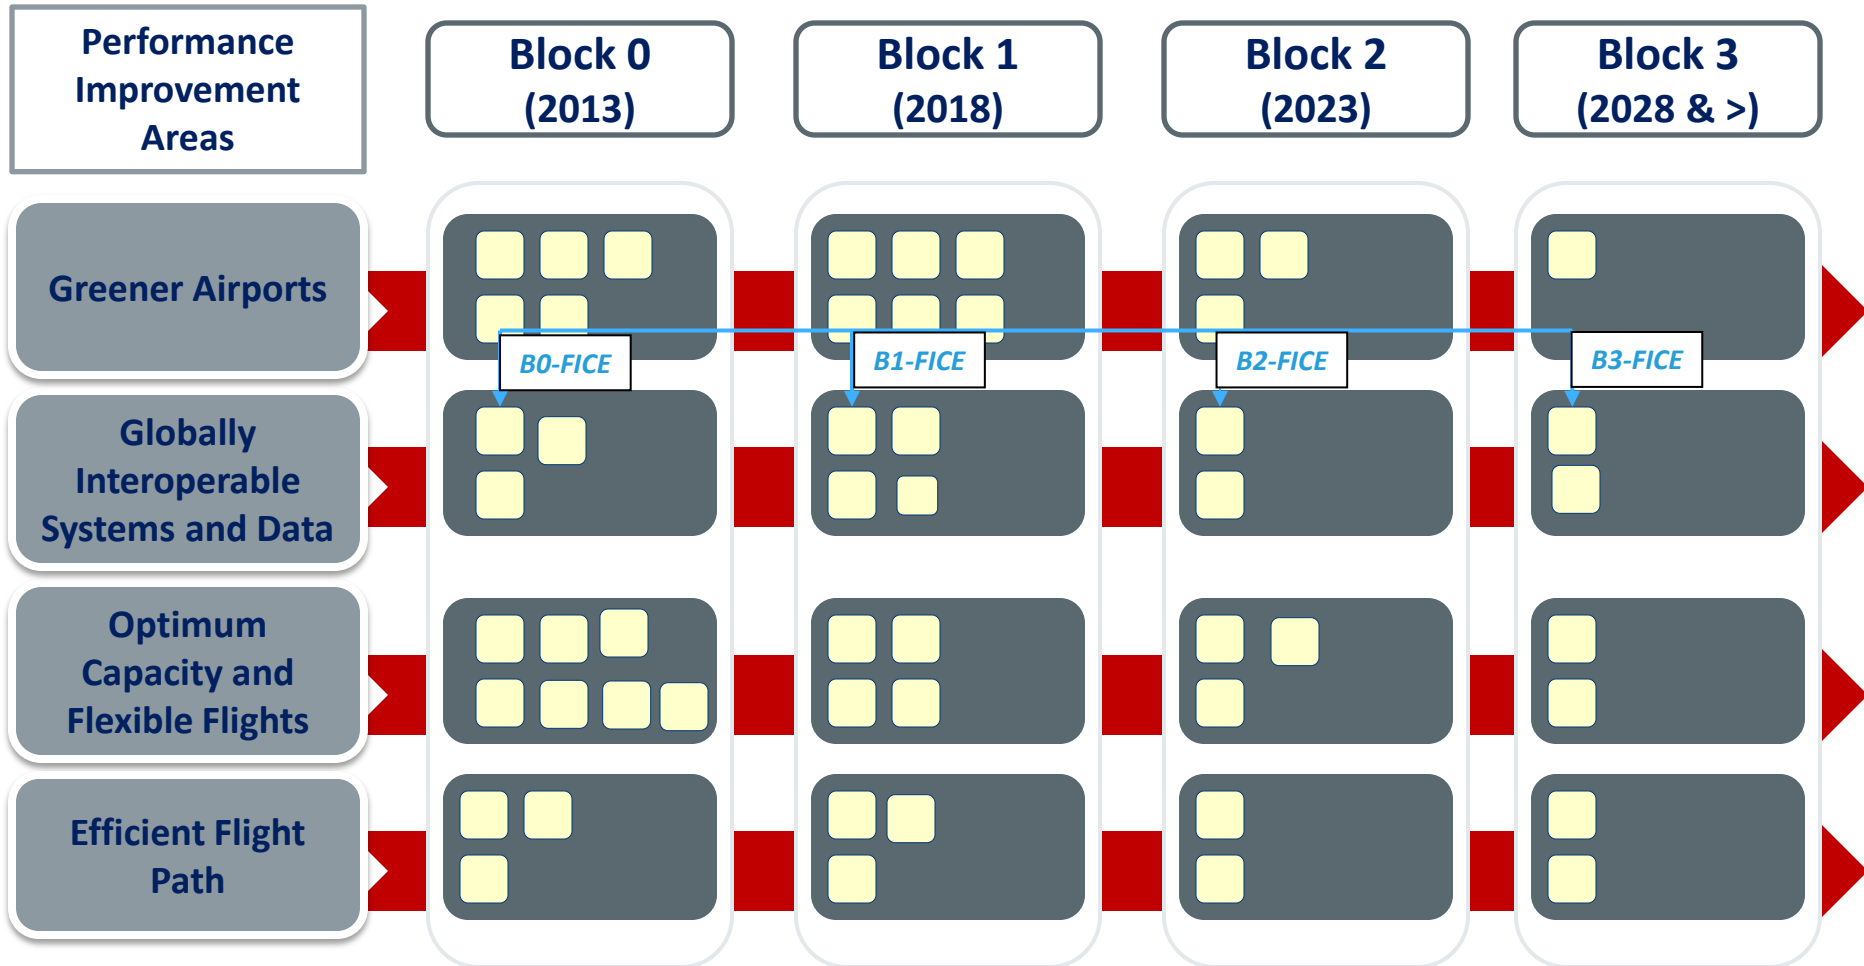 Performance
Improvement
Areas
Block 0
(2013)
Block 1
(2018)
Block 2
(2023)
Block 3
(2028 & >)
Greener Airports
B0-FICE
B1-FICE
B2-FICE
B3-FICE
Globally
Interoperable
Systems and Data
Optimum
Capacity and
Flexible Flights
Efficient Flight
Path